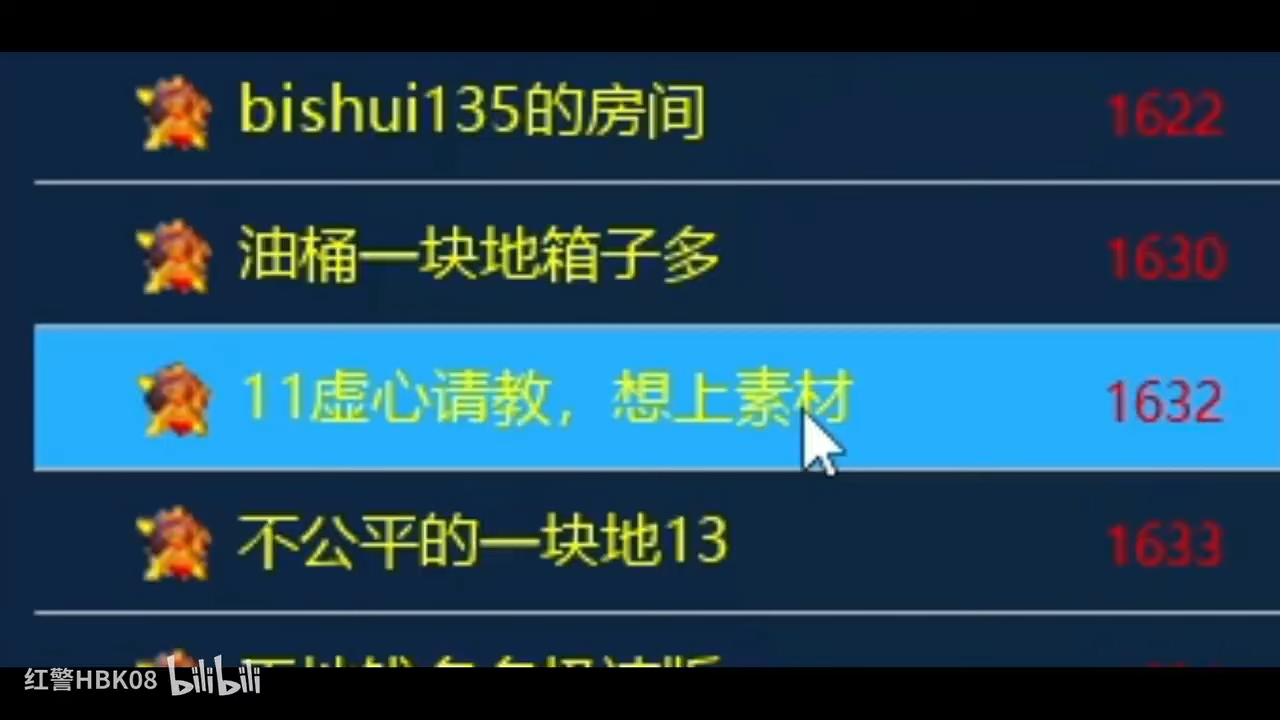 bishui135的房间 1622
油桶一块地箱子多 1630
11虚心请教，想上素材 1632
不公平的一块地13 1633
红警HBK08 bilibili